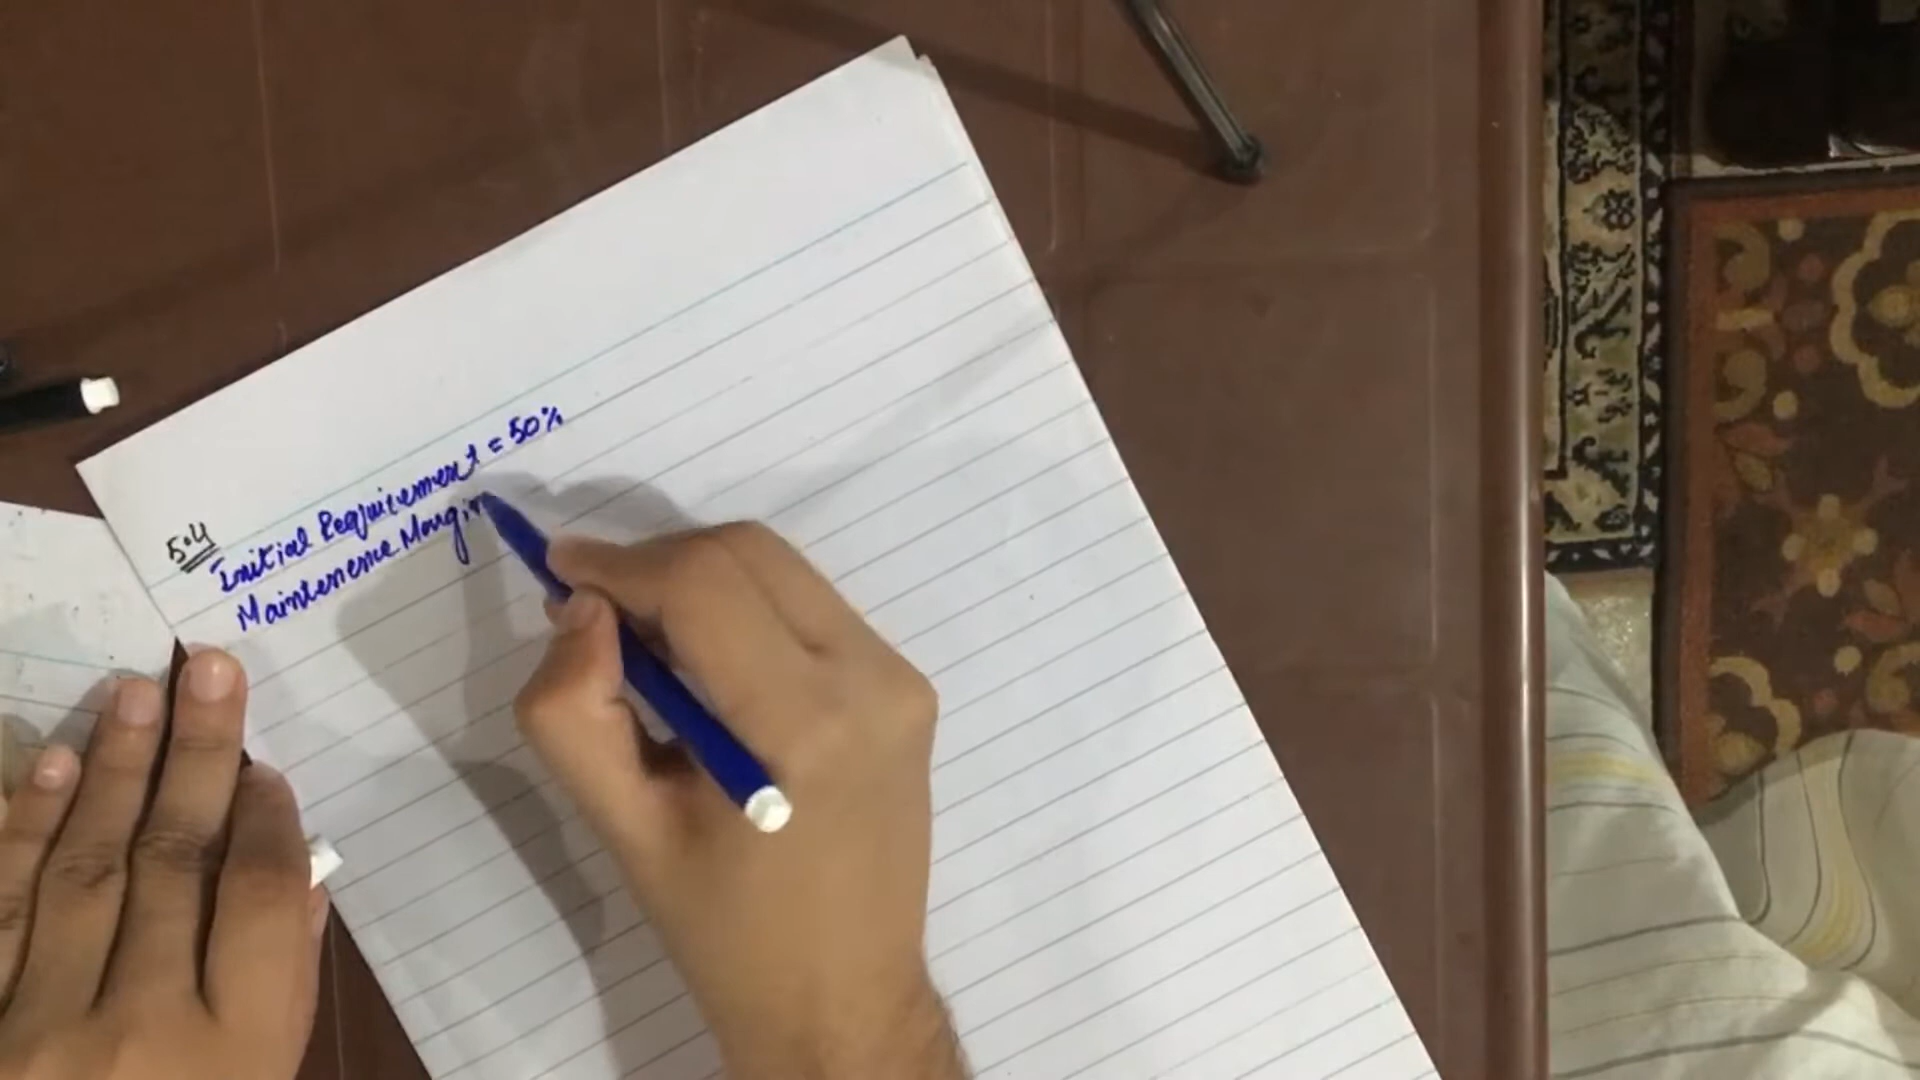 5.4
Initial Requirement = 50%
Maintenence Margin